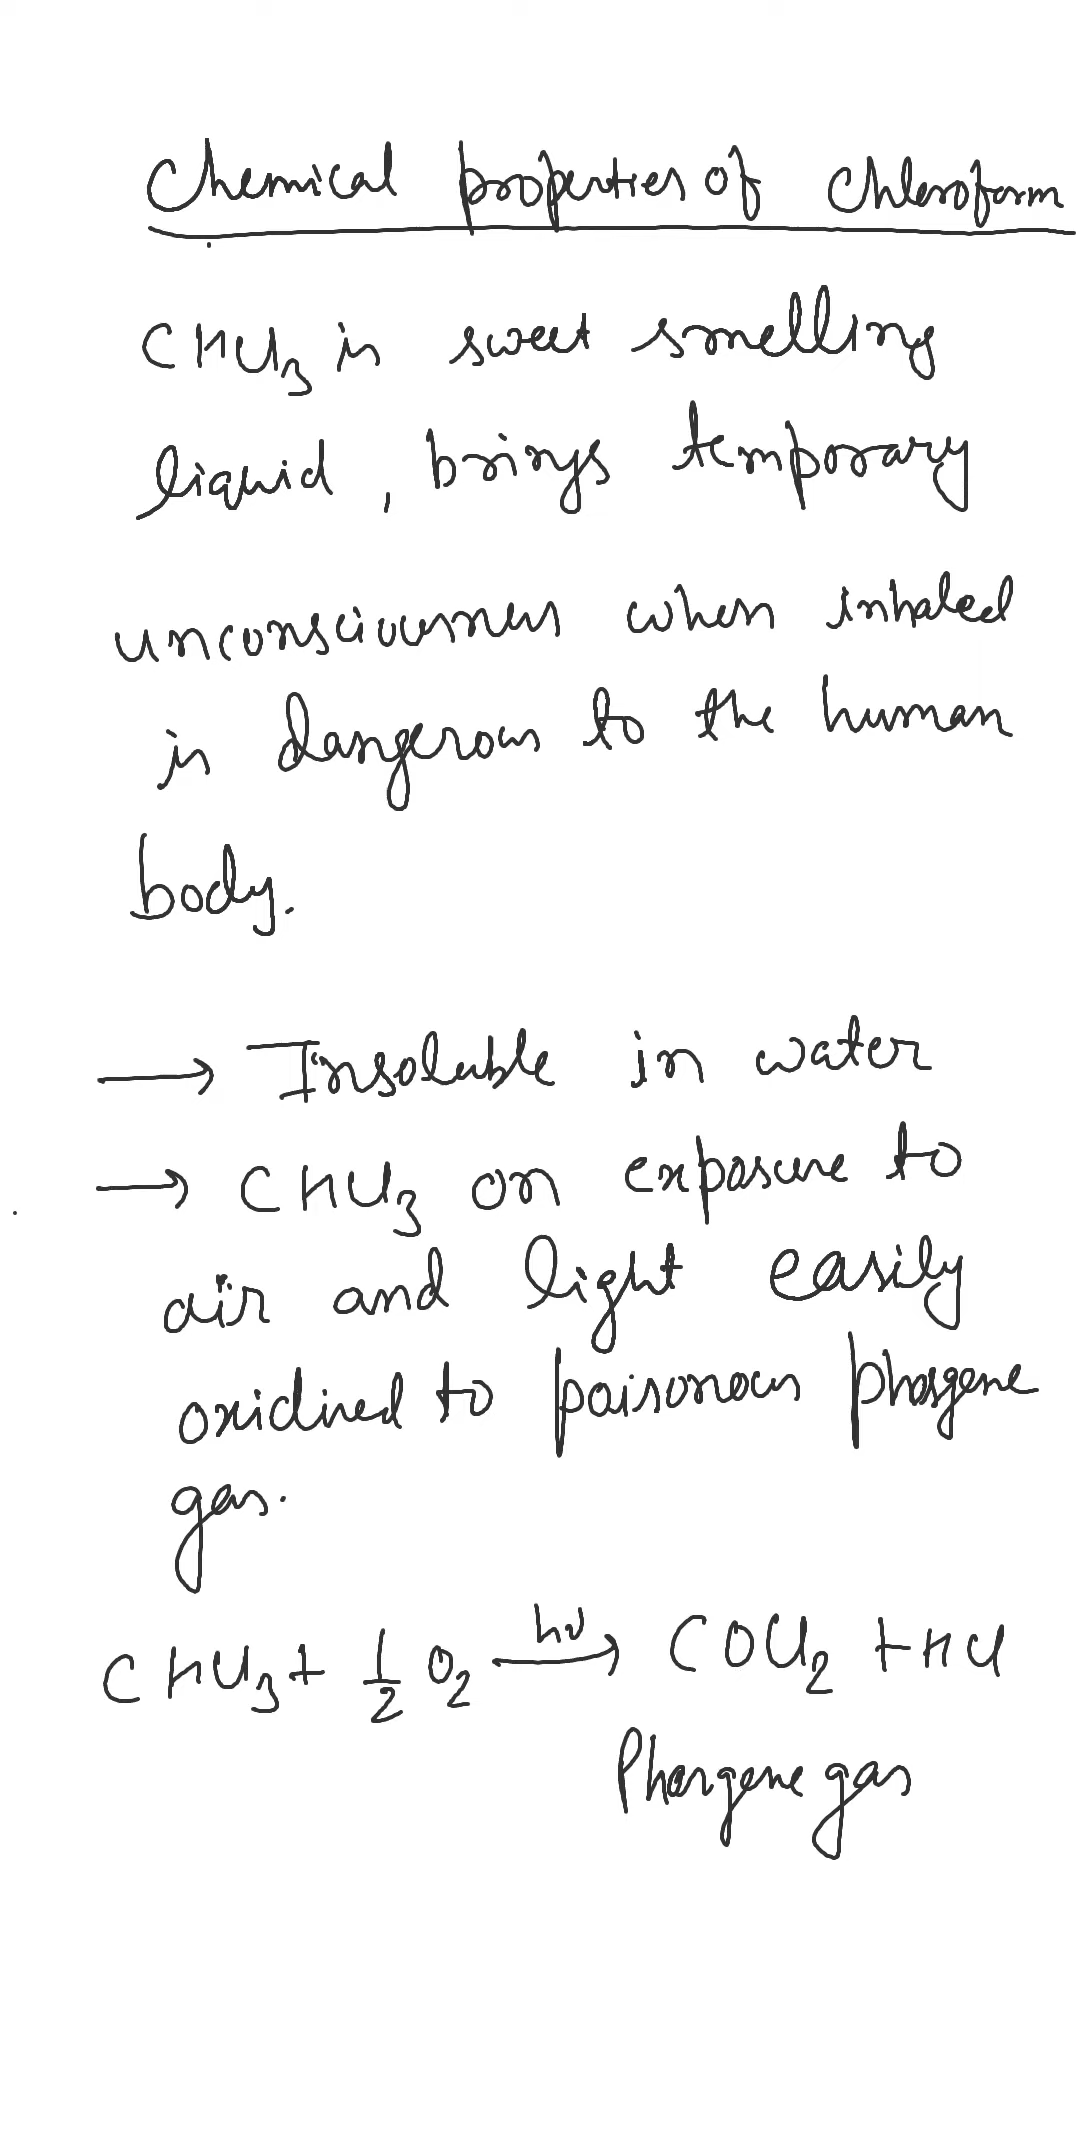 Chemical properties of Chloroform
CHCl₃ is sweet smelling
liquid, brings temporary
unconsciousness when inhaled
is dangerous to the human
body.
→ Insoluble in water
→ CHCl₃ on exposure to
air and light easily
oxidised to poisonous phosgene
gas.
CHCl₃ + 1/2 O₂ hν→ COCl₂ + HCl
Phosgene gas